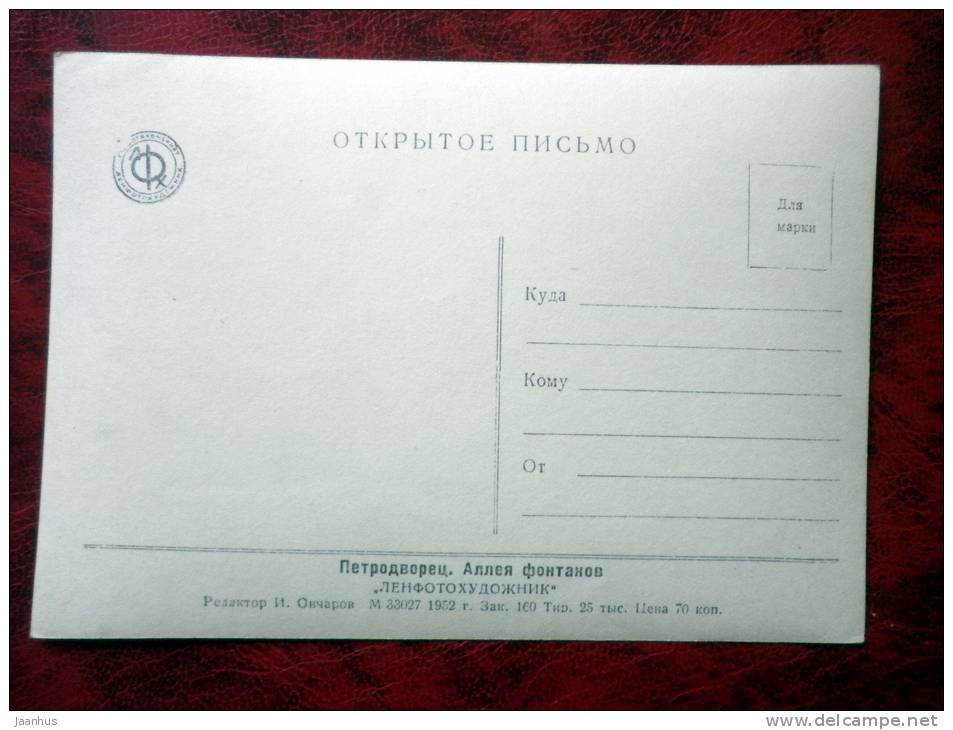 ОТКРЫТОЕ ПИСЬМО
ЛЕНФОТОХУДОЖНИК
Для
марки
Куда
Кому
От
Петродворец. Аллея фонтанов
„ЛЕНФОТОХУДОЖНИК“
Редактор И. Овчаров М 33027 1952 г. Зак. 160 Тир. 25 тыс. Цена 70 коп.
Jaanhus
www.delcampe.net